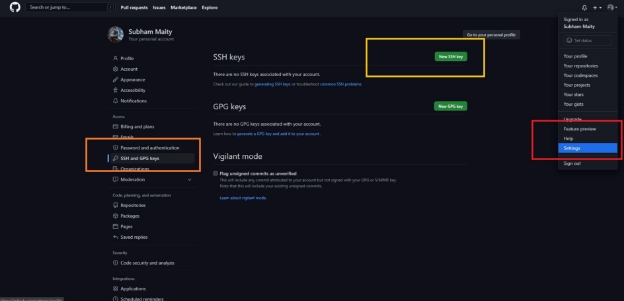 Search or jump to...
/
Pull requests Issues Marketplace Explore
Signed in as
Subham Maity
Set status
Your profile
Your repositories
Your codespaces
Your projects
Your stars
Your gists
Upgrade
Feature preview
Help
Settings
Sign out
Subham Maity
Your personal account
Go to your personal profile
Profile
Account
Appearance
Accessibility
Notifications
Access
Billing and plans
Emails
Password and authentication
SSH and GPG keys
Organizations
Moderation
Code, planning, and automation
Repositories
Packages
Pages
Saved replies
Security
Code security and analysis
Integrations
Applications
Scheduled reminders
SSH keys
New SSH key
There are no SSH keys associated with your account.
Check out our guide to generating SSH keys or troubleshoot common SSH problems.
GPG keys
New GPG key
There are no GPG keys associated with your account.
Learn how to generate a GPG key and add it to your account .
Vigilant mode
Flag unsigned commits as unverified
This will include any commit attributed to your account but not signed with your GPG or S/MIME key.
Note that this will include your existing unsigned commits.
Learn about vigilant mode.